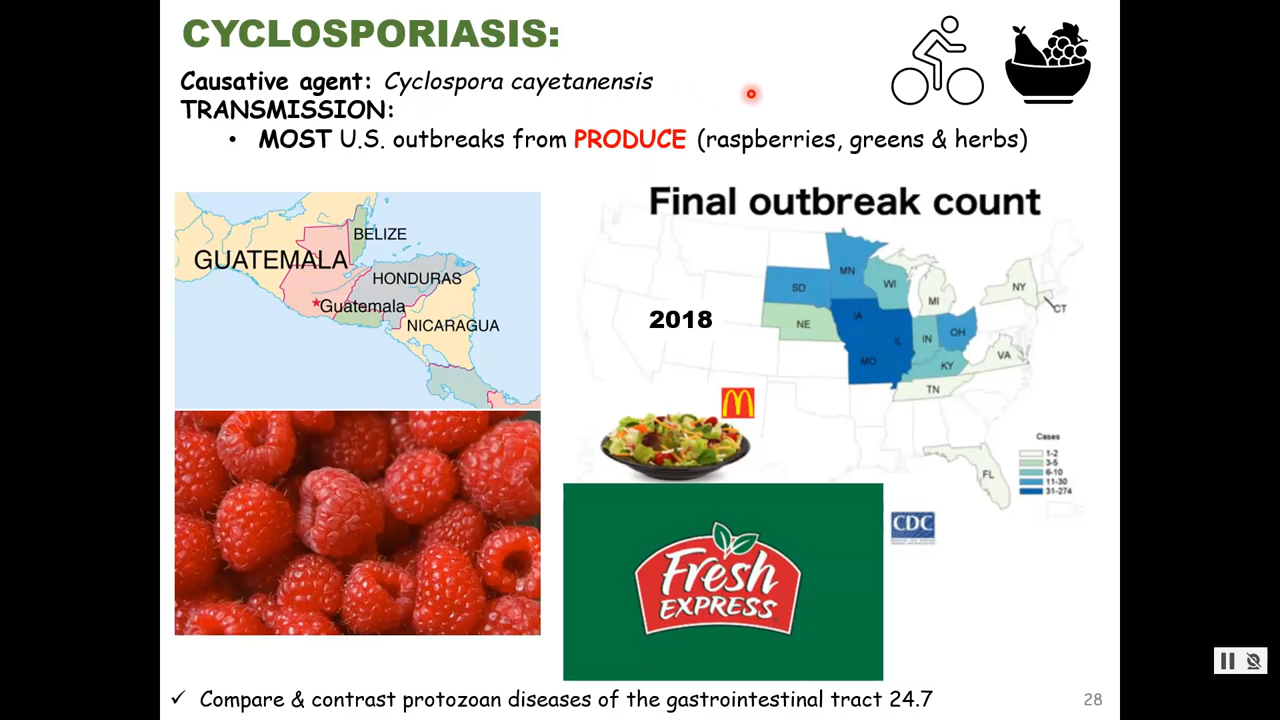 CYCLOSPORIASIS:
Causative agent: Cyclospora cayetanensis
TRANSMISSION:
• MOST U.S. outbreaks from PRODUCE (raspberries, greens & herbs)
BELIZE
GUATEMALA
HONDURAS
Guatemala
NICARAGUA
Final outbreak count
2018
MN
SD
WI
MI
NY
CT
NE
IA
IL
IN
OH
MO
KY
VA
TN
FL
Cases
1-2
3-5
6-10
11-30
31-274
CDC
Fresh
EXPRESS
✓ Compare & contrast protozoan diseases of the gastrointestinal tract 24.7
28